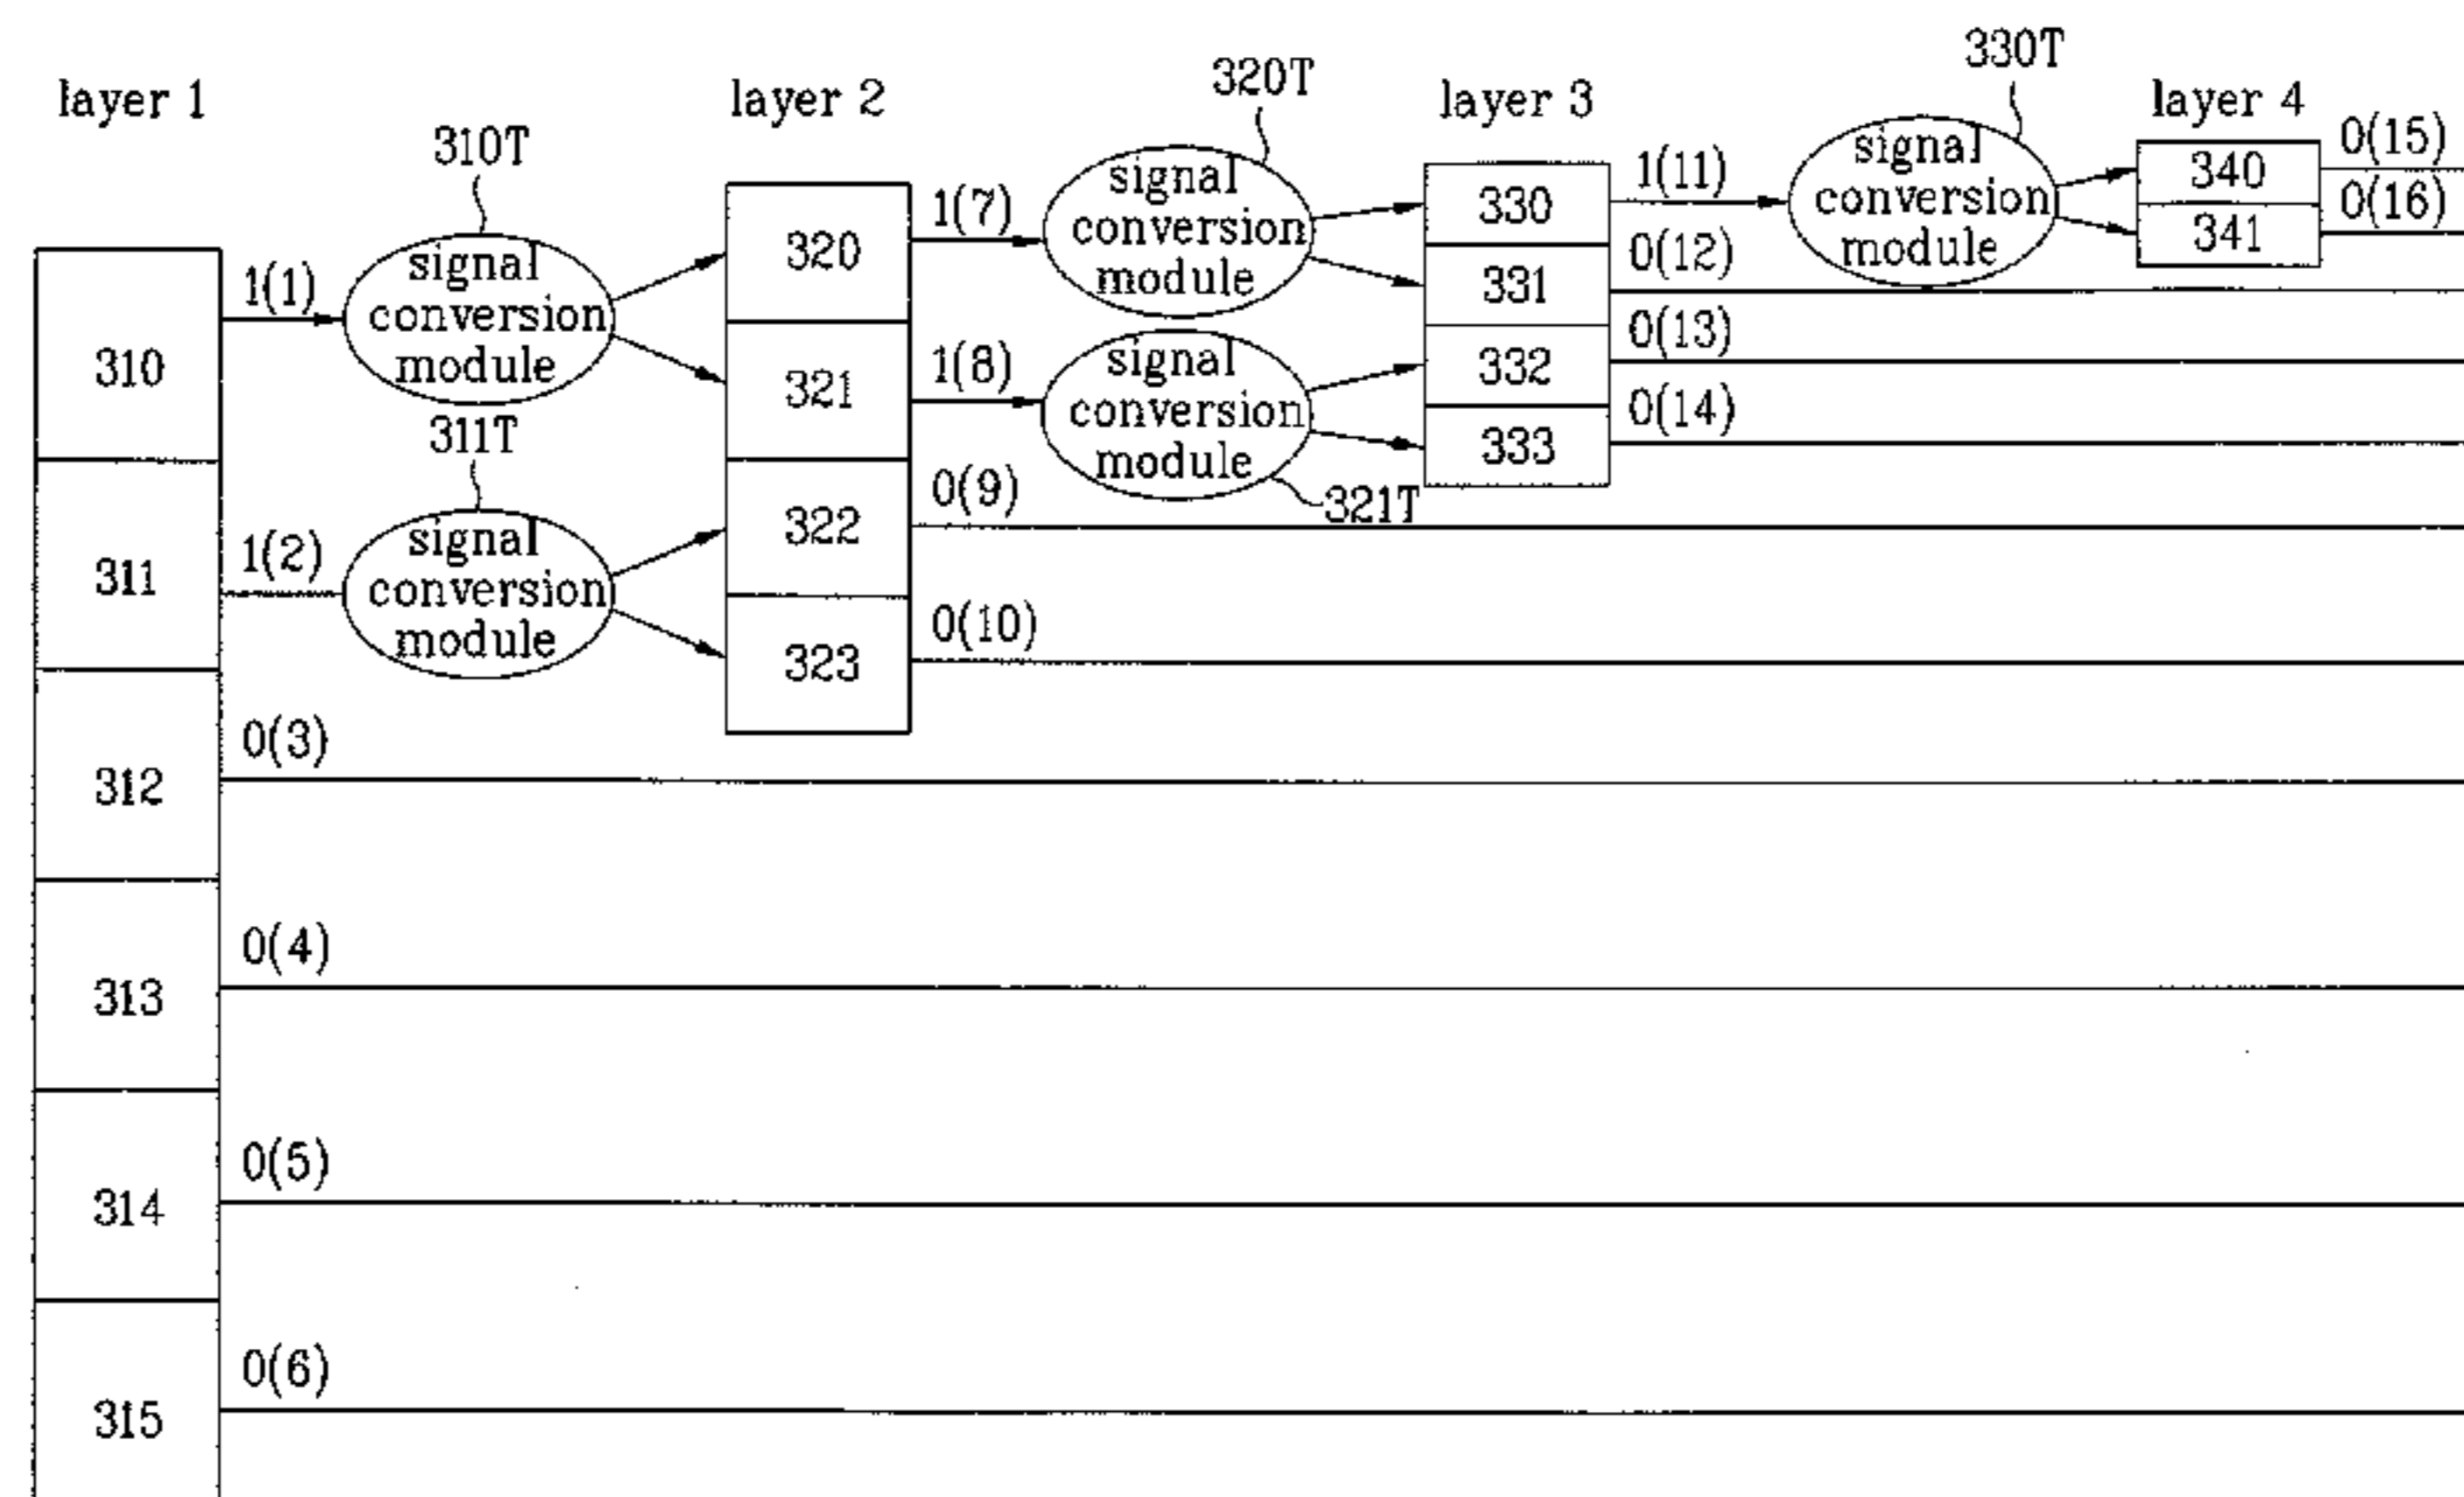 layer 1
310
311
312
313
314
315
1(1)
1(2)
0(3)
0(4)
0(5)
0(6)
310T
signal
conversion
module
311T
signal
conversion
module
layer 2
320
321
322
323
1(7)
1(8)
0(9)
0(10)
320T
signal
conversion
module
signal
conversion
module
321T
layer 3
330
331
332
333
1(11)
0(12)
0(13)
0(14)
330T
signal
conversion
module
layer 4
340
341
0(15)
0(16)